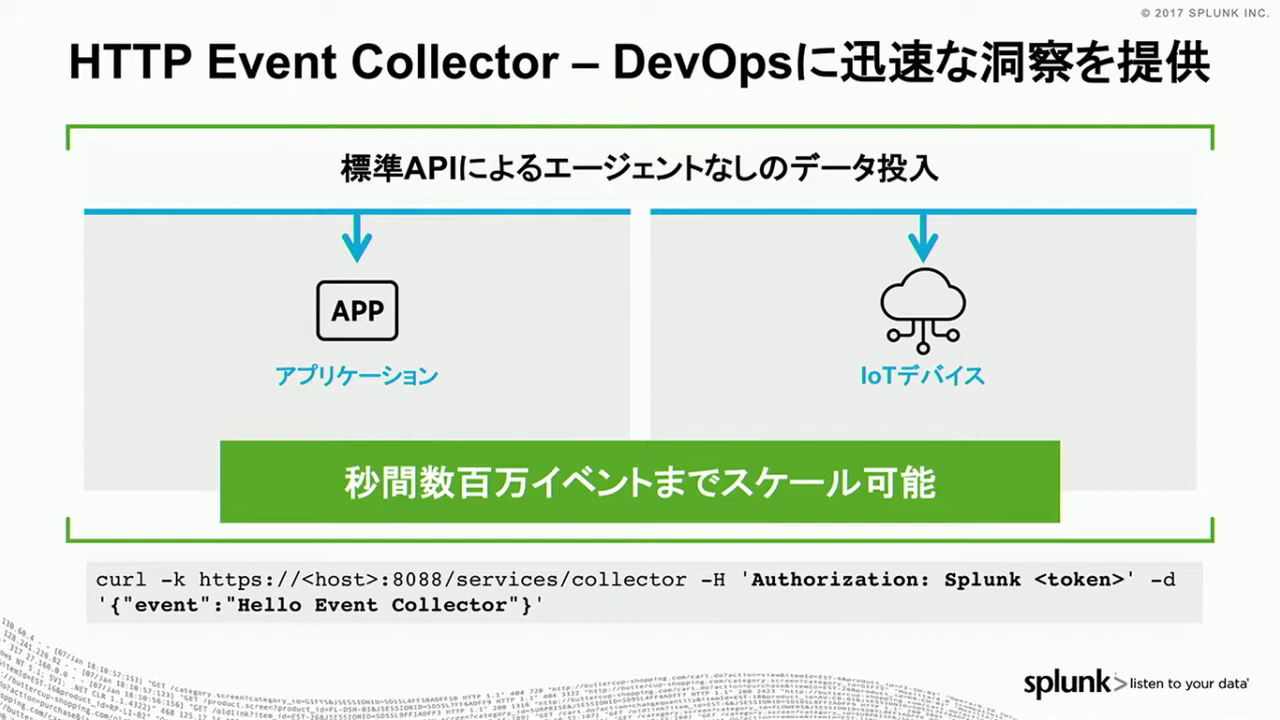 © 2017 SPLUNK INC.
HTTP Event Collector – DevOpsに迅速な洞察を提供
標準APIによるエージェントなしのデータ投入
APP
アプリケーション
IoTデバイス
秒間数百万イベントまでスケール可能
curl -k https://<host>:8088/services/collector -H 'Authorization: Splunk <token>' -d
'{"event":"Hello Event Collector"}'
splunk> listen to your data